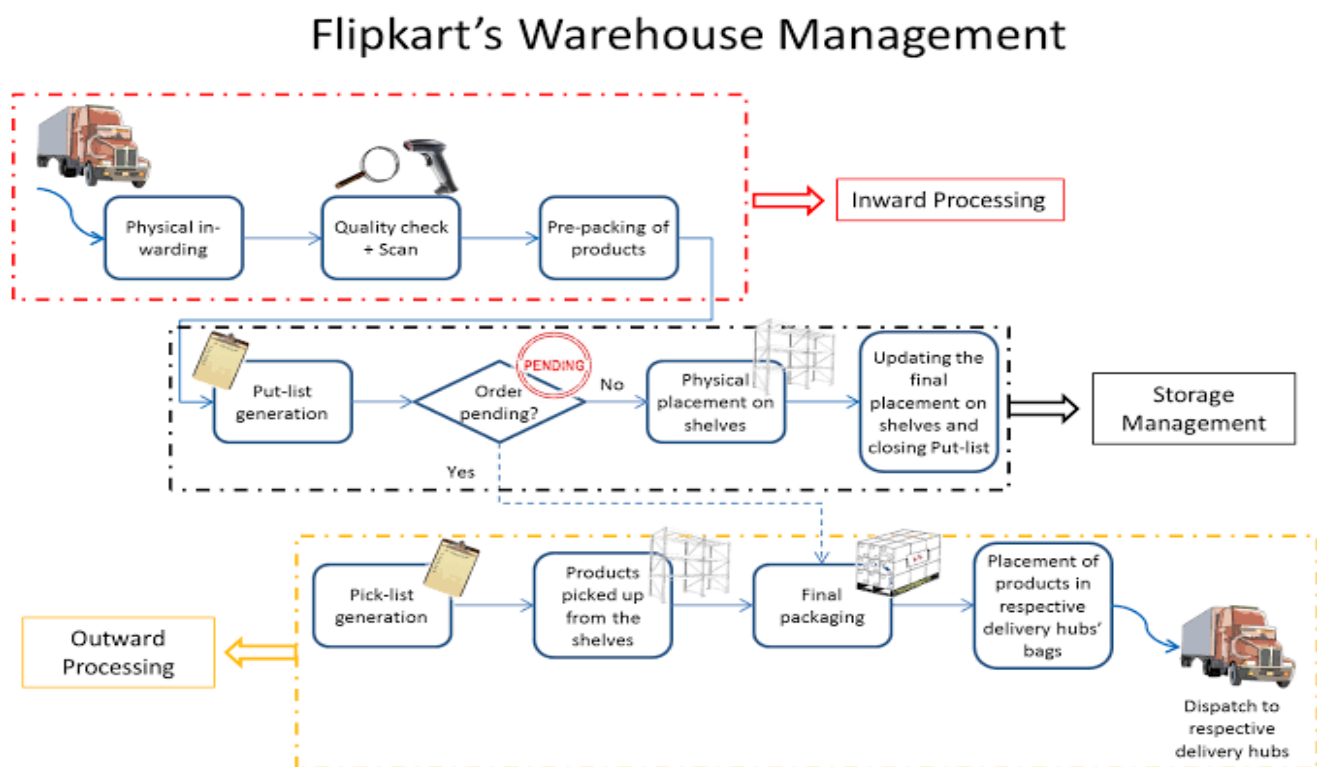 Flipkart's Warehouse Management
Physical in-
warding
Quality check
+ Scan
Pre-packing of
products
Inward Processing
Put-list
generation
PENDING
Order
pending?
No
Yes
Physical
placement on
shelves
Updating the
final
placement on
shelves and
closing Put-list
Storage
Management
Pick-list
generation
Products
picked up
from the
shelves
Final
packaging
Placement of
products in
respective
delivery hubs'
bags
Outward
Processing
Dispatch to
respective
delivery hubs